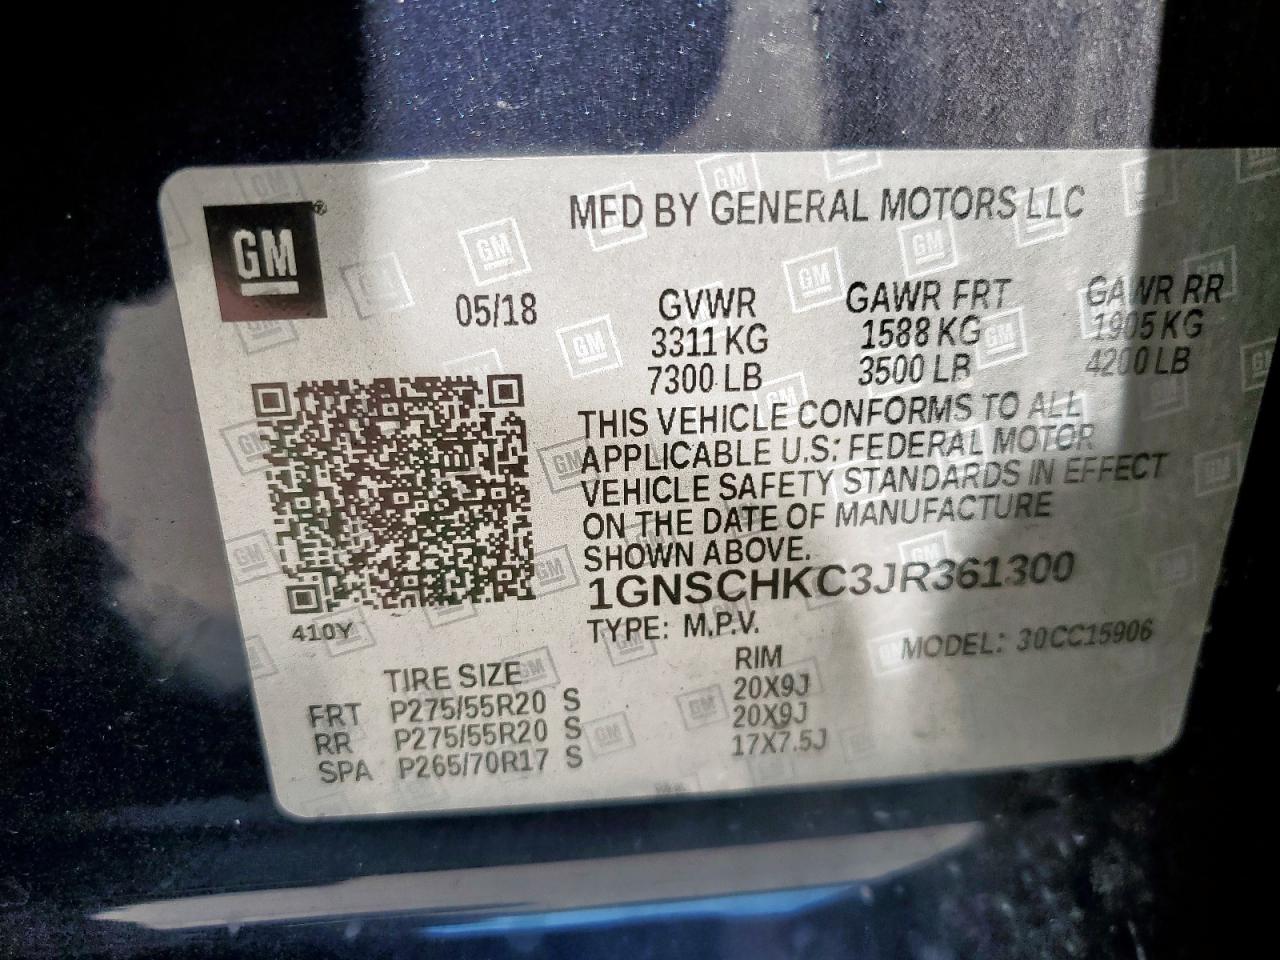 GM®
MFD BY GENERAL MOTORS LLC
05/18 GVWR GAWR FRT GAWR RR
3311 KG 1588 KG 1905 KG
7300 LB 3500 LB 4200 LB
THIS VEHICLE CONFORMS TO ALL
APPLICABLE U.S. FEDERAL MOTOR
VEHICLE SAFETY STANDARDS IN EFFECT
ON THE DATE OF MANUFACTURE
SHOWN ABOVE.
1GNSCHKC3JR361300
410Y
TYPE: M.P.V. MODEL: 30CC15906
TIRE SIZE RIM
FRT P275/55R20 S 20X9J
RR P275/55R20 S 20X9J
SPA P265/70R17 S 17X7.5J